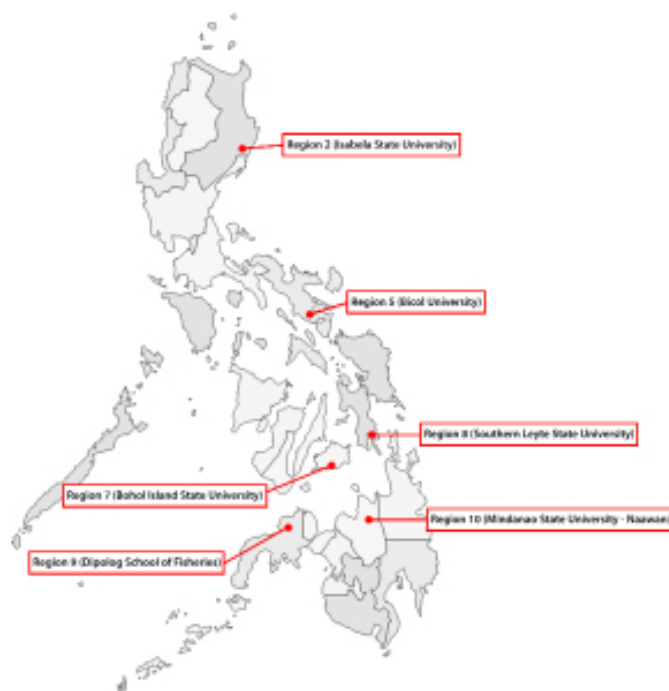 Region 2 (Isabela State University)
Region 5 (Bicol University)
Region 8 (Southern Leyte State University)
Region 7 (Bohol Island State University)
Region 10 (Mindanao State University - Naawan)
Region 9 (Dipolog School of Fisheries)